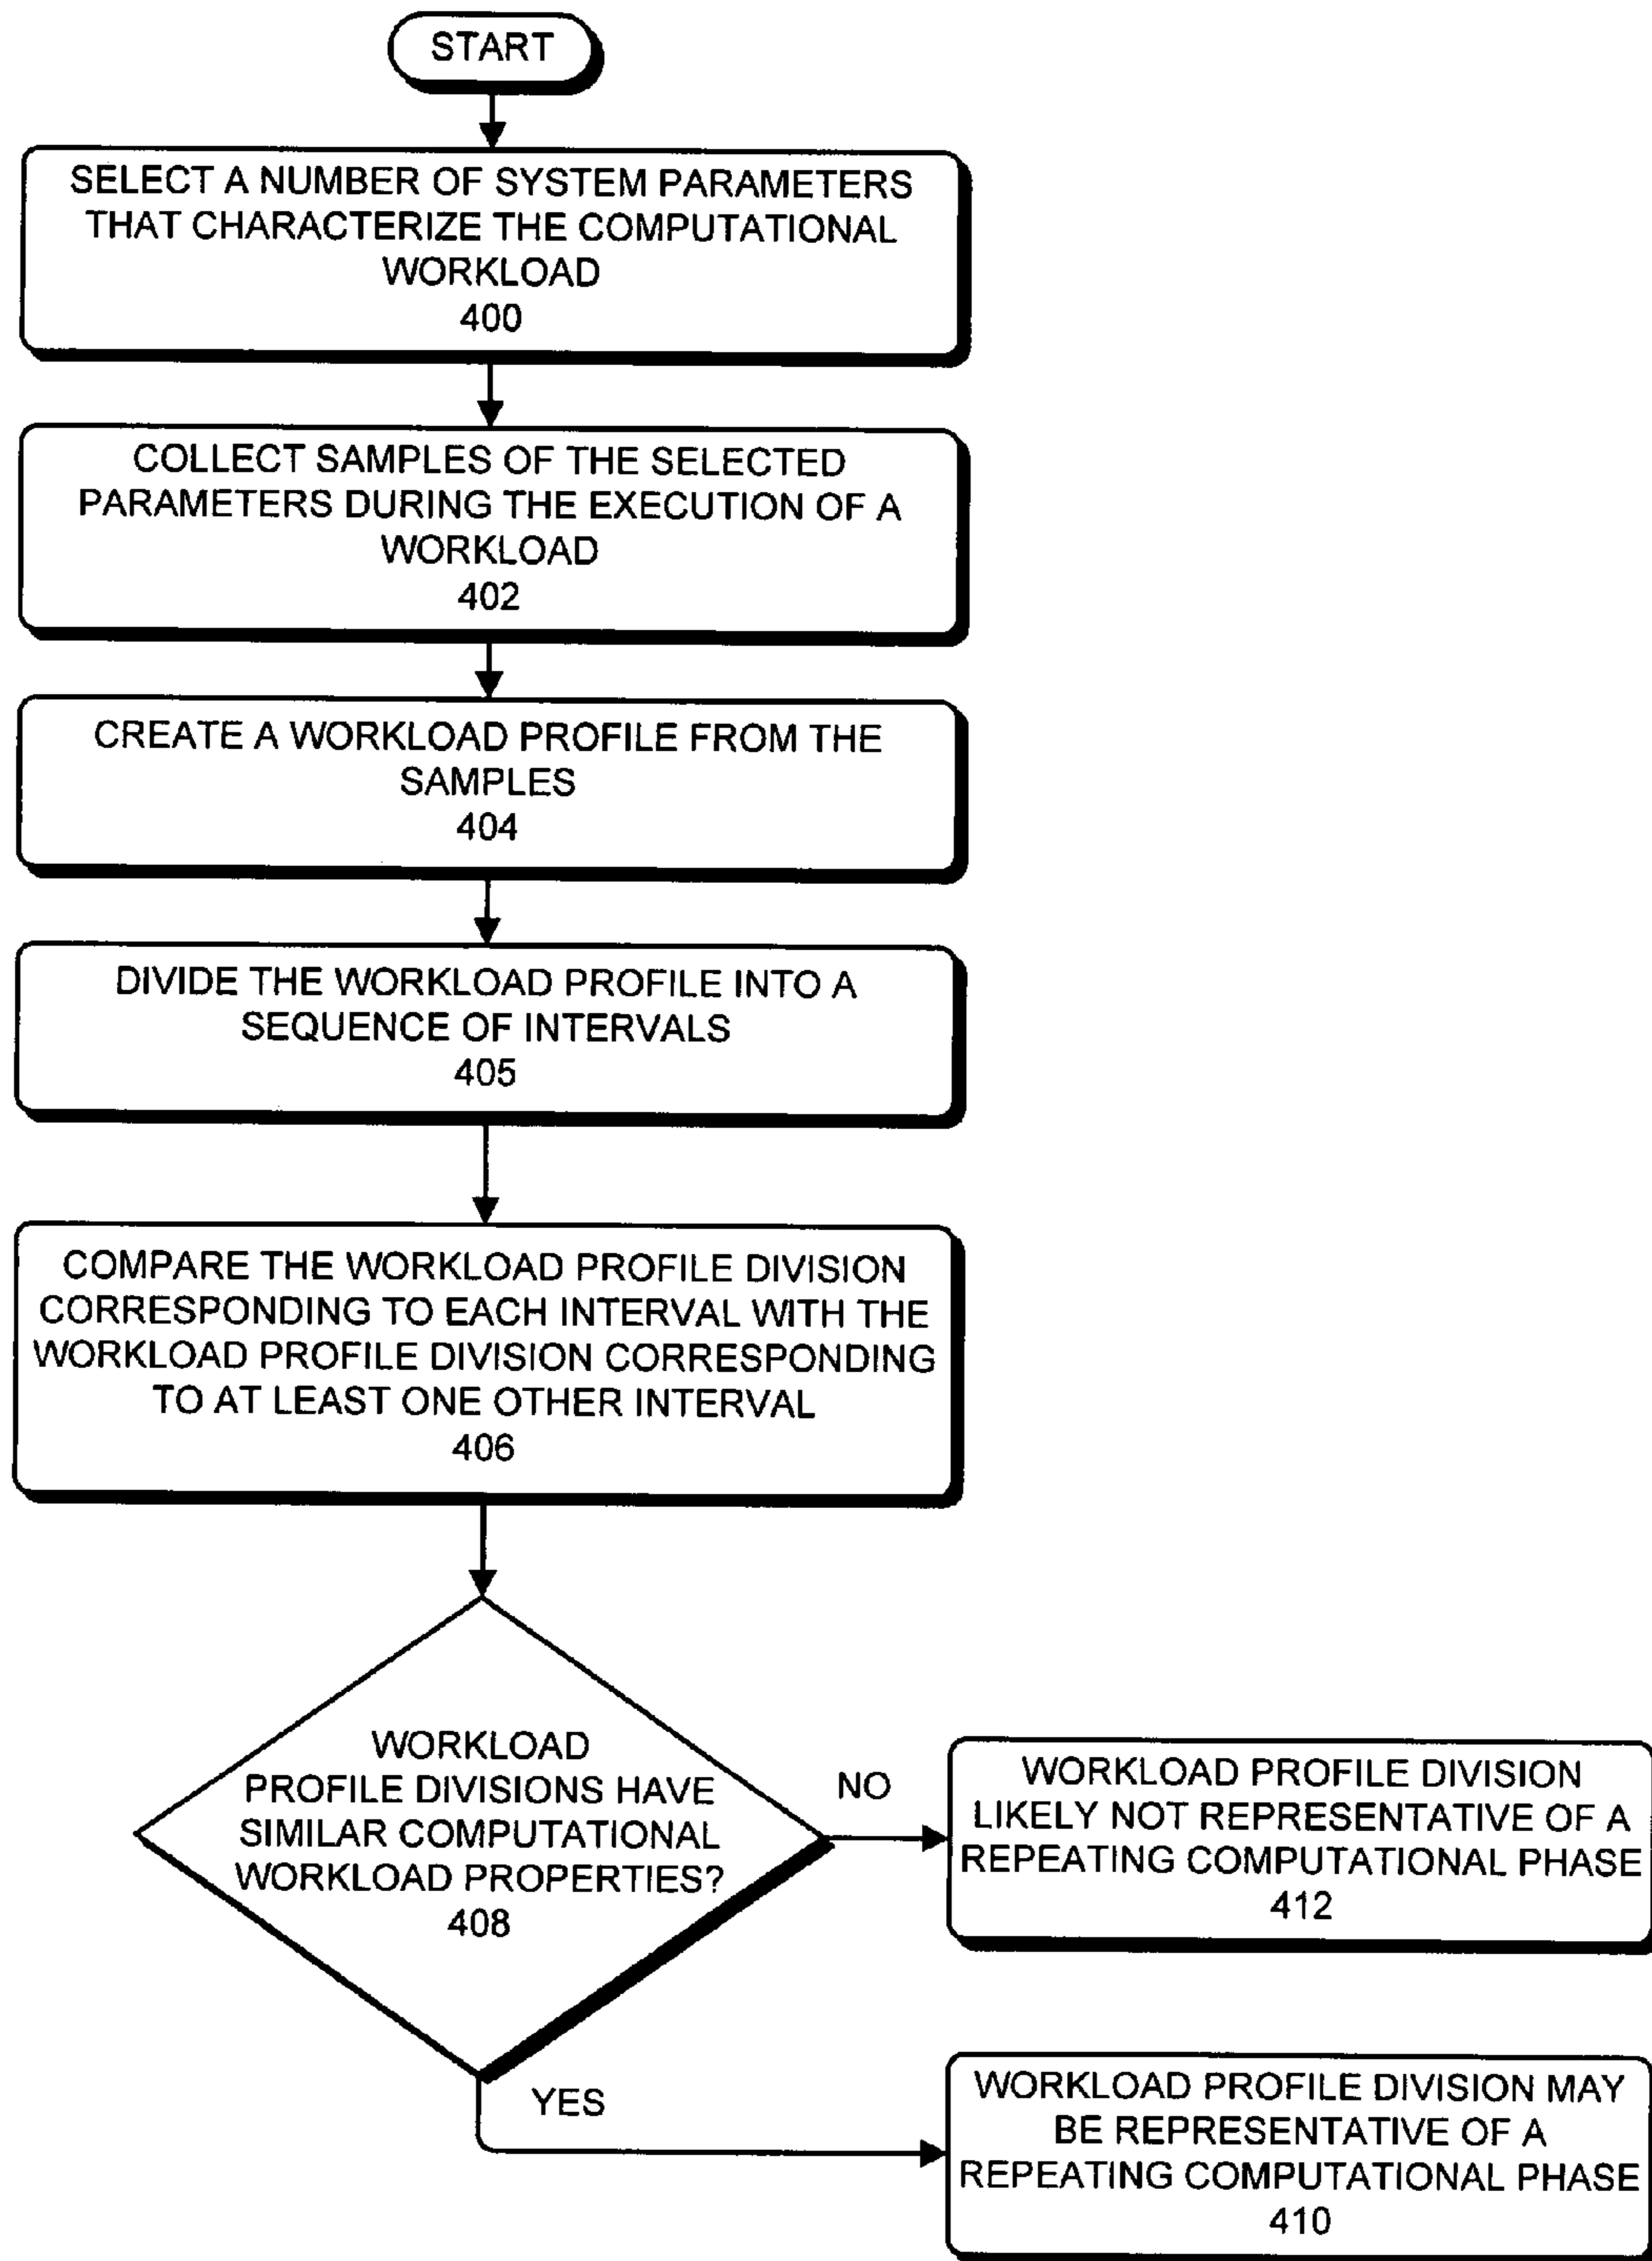 START
SELECT A NUMBER OF SYSTEM PARAMETERS
THAT CHARACTERIZE THE COMPUTATIONAL
WORKLOAD
400
COLLECT SAMPLES OF THE SELECTED
PARAMETERS DURING THE EXECUTION OF A
WORKLOAD
402
CREATE A WORKLOAD PROFILE FROM THE
SAMPLES
404
DIVIDE THE WORKLOAD PROFILE INTO A
SEQUENCE OF INTERVALS
405
COMPARE THE WORKLOAD PROFILE DIVISION
CORRESPONDING TO EACH INTERVAL WITH THE
WORKLOAD PROFILE DIVISION CORRESPONDING
TO AT LEAST ONE OTHER INTERVAL
406
WORKLOAD
PROFILE DIVISIONS HAVE
SIMILAR COMPUTATIONAL
WORKLOAD PROPERTIES?
408
NO
WORKLOAD PROFILE DIVISION
LIKELY NOT REPRESENTATIVE OF A
REPEATING COMPUTATIONAL PHASE
412
YES
WORKLOAD PROFILE DIVISION MAY
BE REPRESENTATIVE OF A
REPEATING COMPUTATIONAL PHASE
410